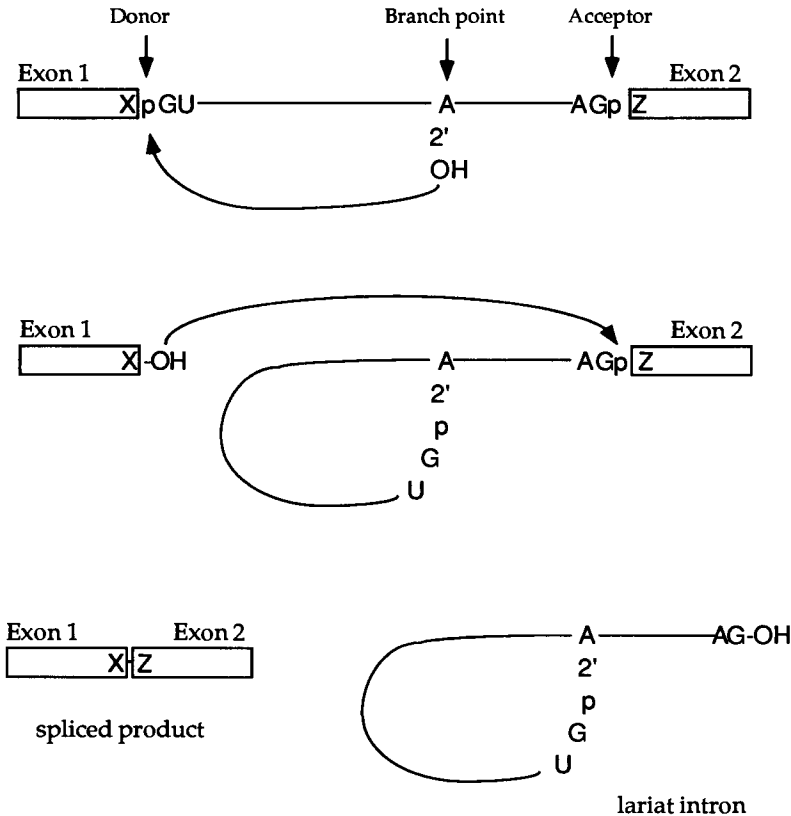 Donor Branch point Acceptor
Exon 1 Exon 2
X p GU A AGp Z
2'
OH
Exon 1 Exon 2
X -OH A AGp Z
2'
p
G
U
Exon 1 Exon 2
X Z A AG-OH
2'
p
spliced product
G
U
lariat intron